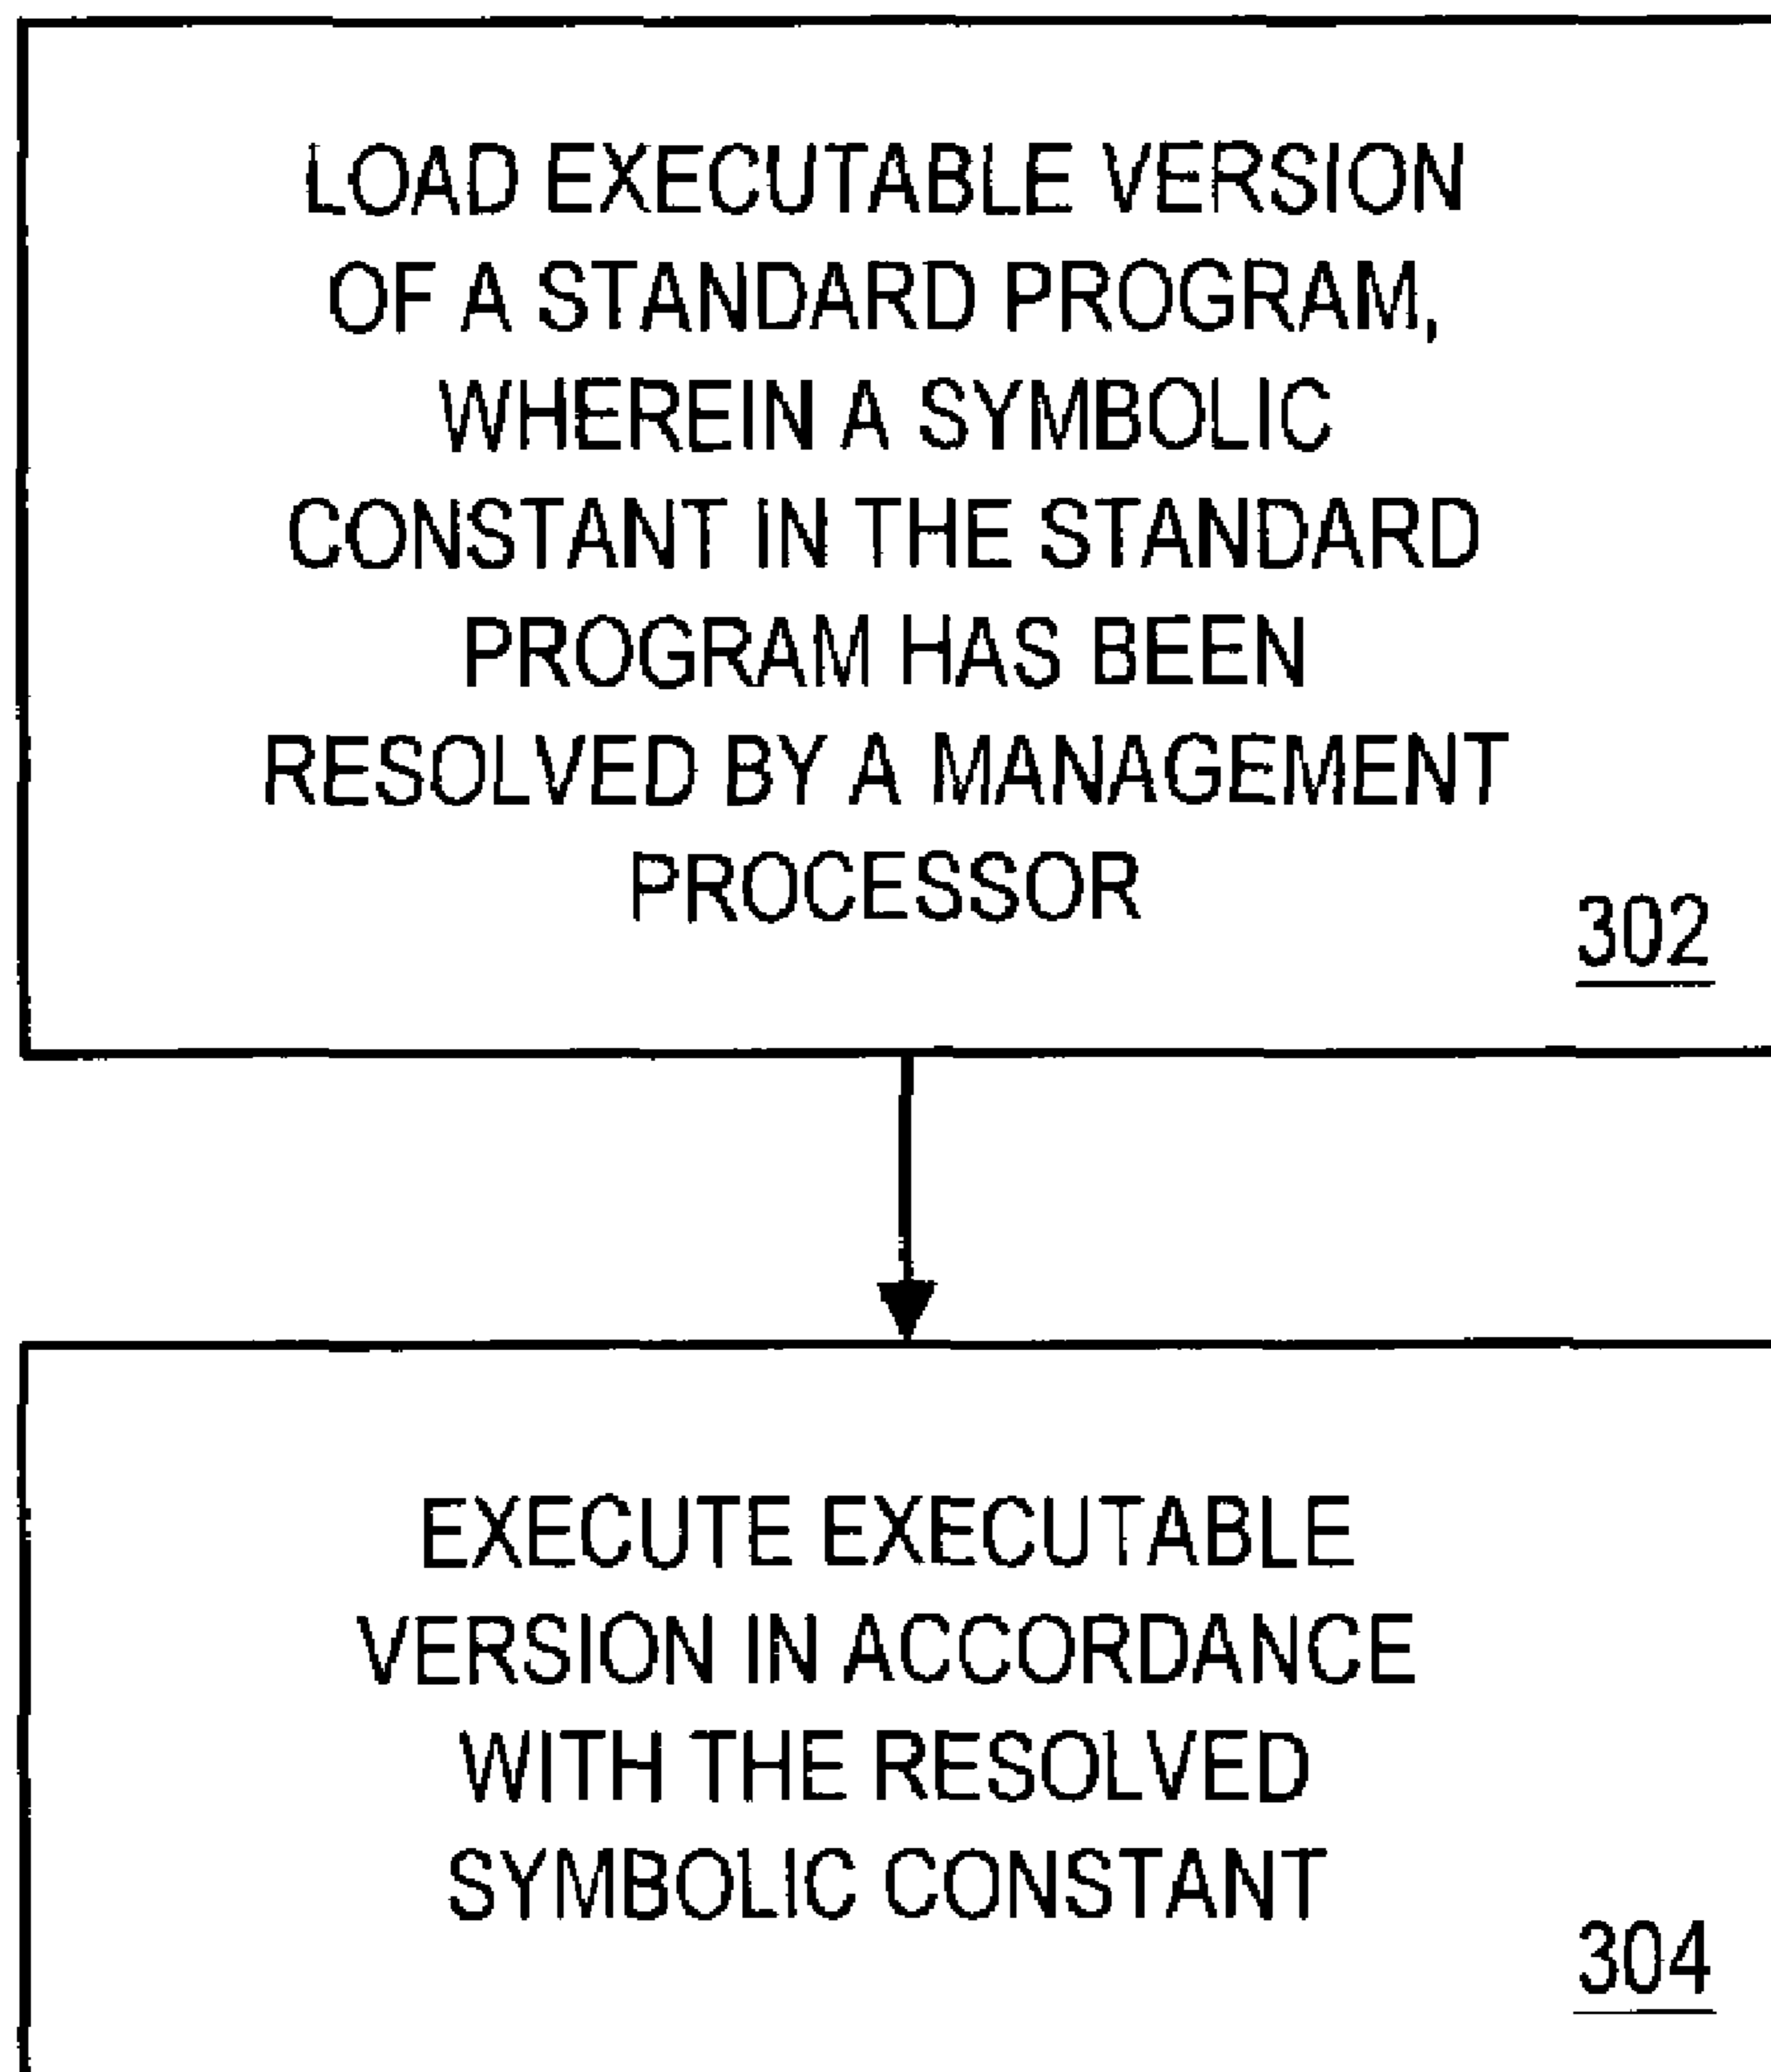 LOAD EXECUTABLE VERSION
OF A STANDARD PROGRAM,
WHEREIN A SYMBOLIC
CONSTANT IN THE STANDARD
PROGRAM HAS BEEN
RESOLVED BY A MANAGEMENT
PROCESSOR
302
EXECUTE EXECUTABLE
VERSION IN ACCORDANCE
WITH THE RESOLVED
SYMBOLIC CONSTANT
304